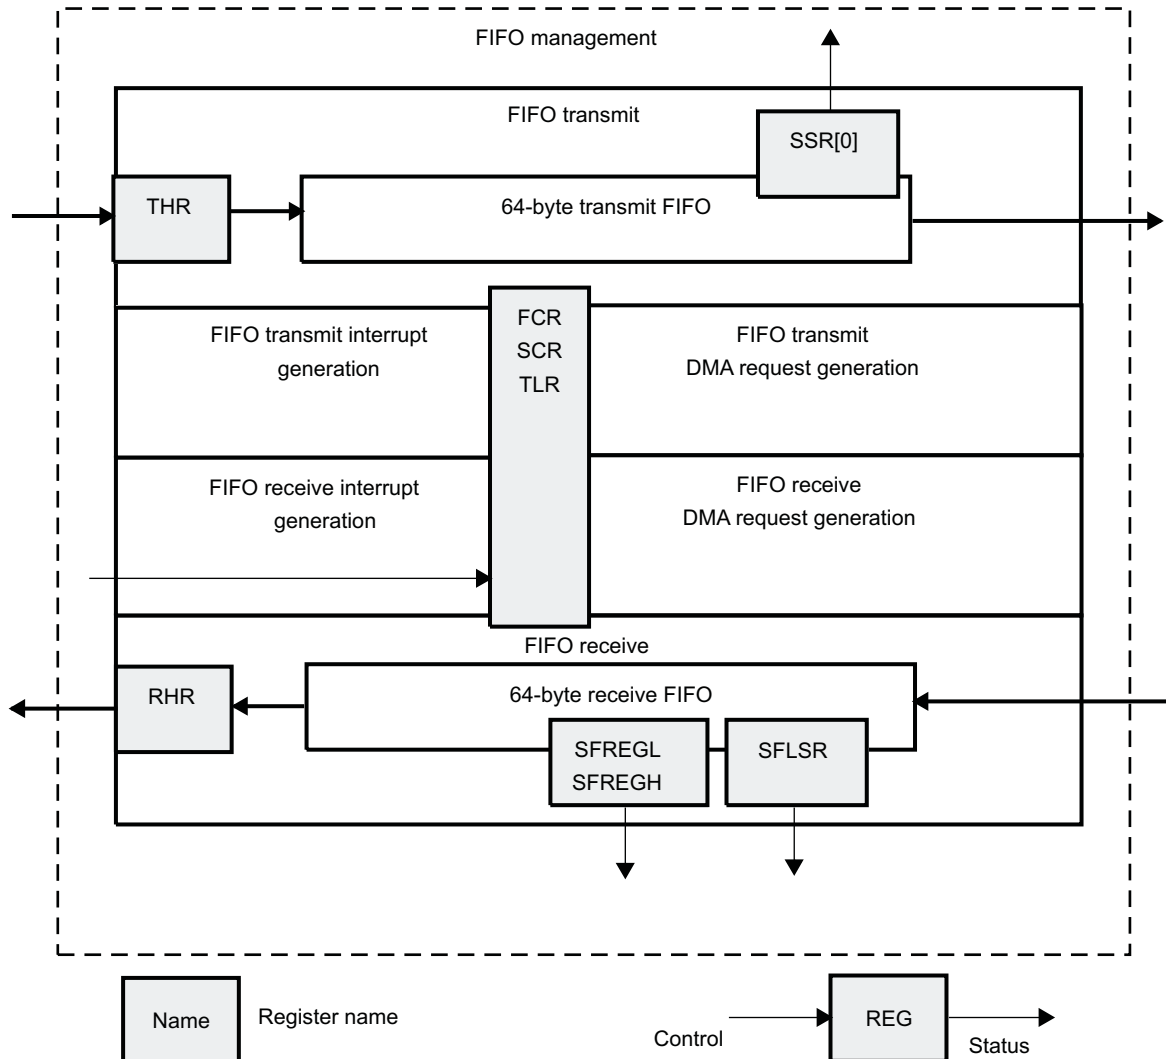 FIFO management
FIFO transmit
SSR[0]
THR
64-byte transmit FIFO
FCR
SCR
TLR
FIFO transmit interrupt
generation
FIFO transmit
DMA request generation
FIFO receive interrupt
generation
FIFO receive
DMA request generation
FIFO receive
RHR
64-byte receive FIFO
SFREGL
SFREGH
SFLSR
Name
Register name
Control
REG
Status